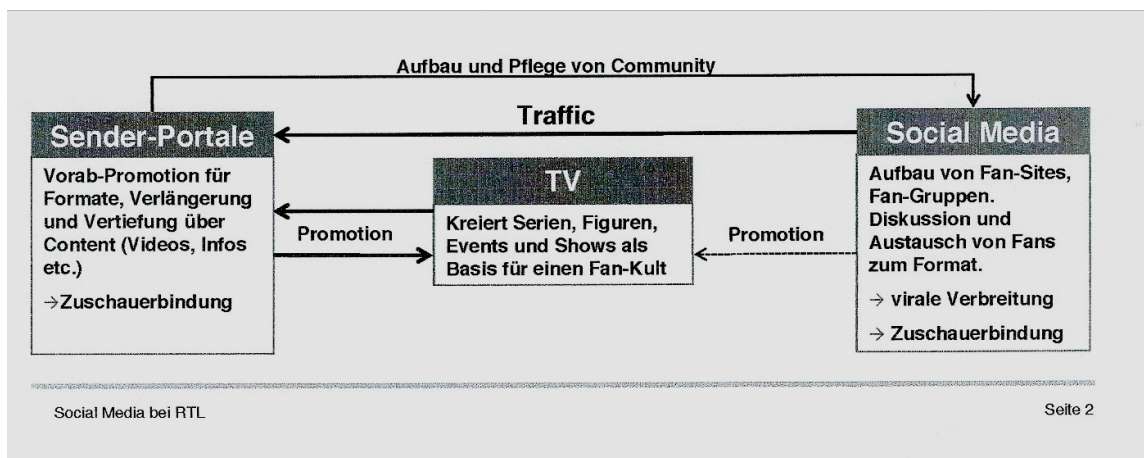 Aufbau und Pflege von Community
Traffic
Sender-Portale
Vorab-Promotion für
Formate, Verlängerung
und Vertiefung über
Content (Videos, Infos
etc.)
→Zuschauerbindung
Promotion
TV
Kreiert Serien, Figuren,
Events und Shows als
Basis für einen Fan-Kult
Promotion
Social Media
Aufbau von Fan-Sites,
Fan-Gruppen.
Diskussion und
Austausch von Fans
zum Format.
→ virale Verbreitung
→ Zuschauerbindung
Social Media bei RTL
Seite 2